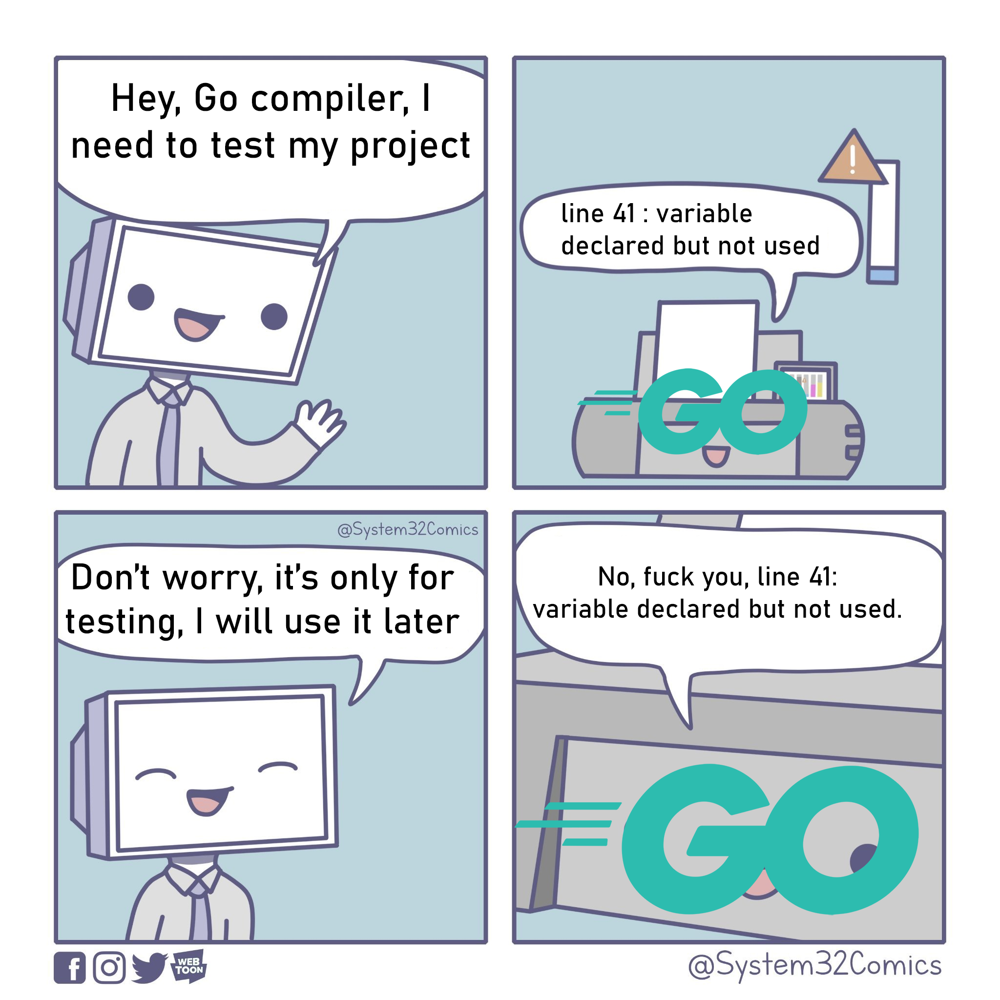 Hey, Go compiler, I
need to test my project
!
line 41 : variable
declared but not used
GO
@System32Comics
Don't worry, it's only for
testing, I will use it later
No, fuck you, line 41:
variable declared but not used.
GO
f
WEB
TOON
@System32Comics